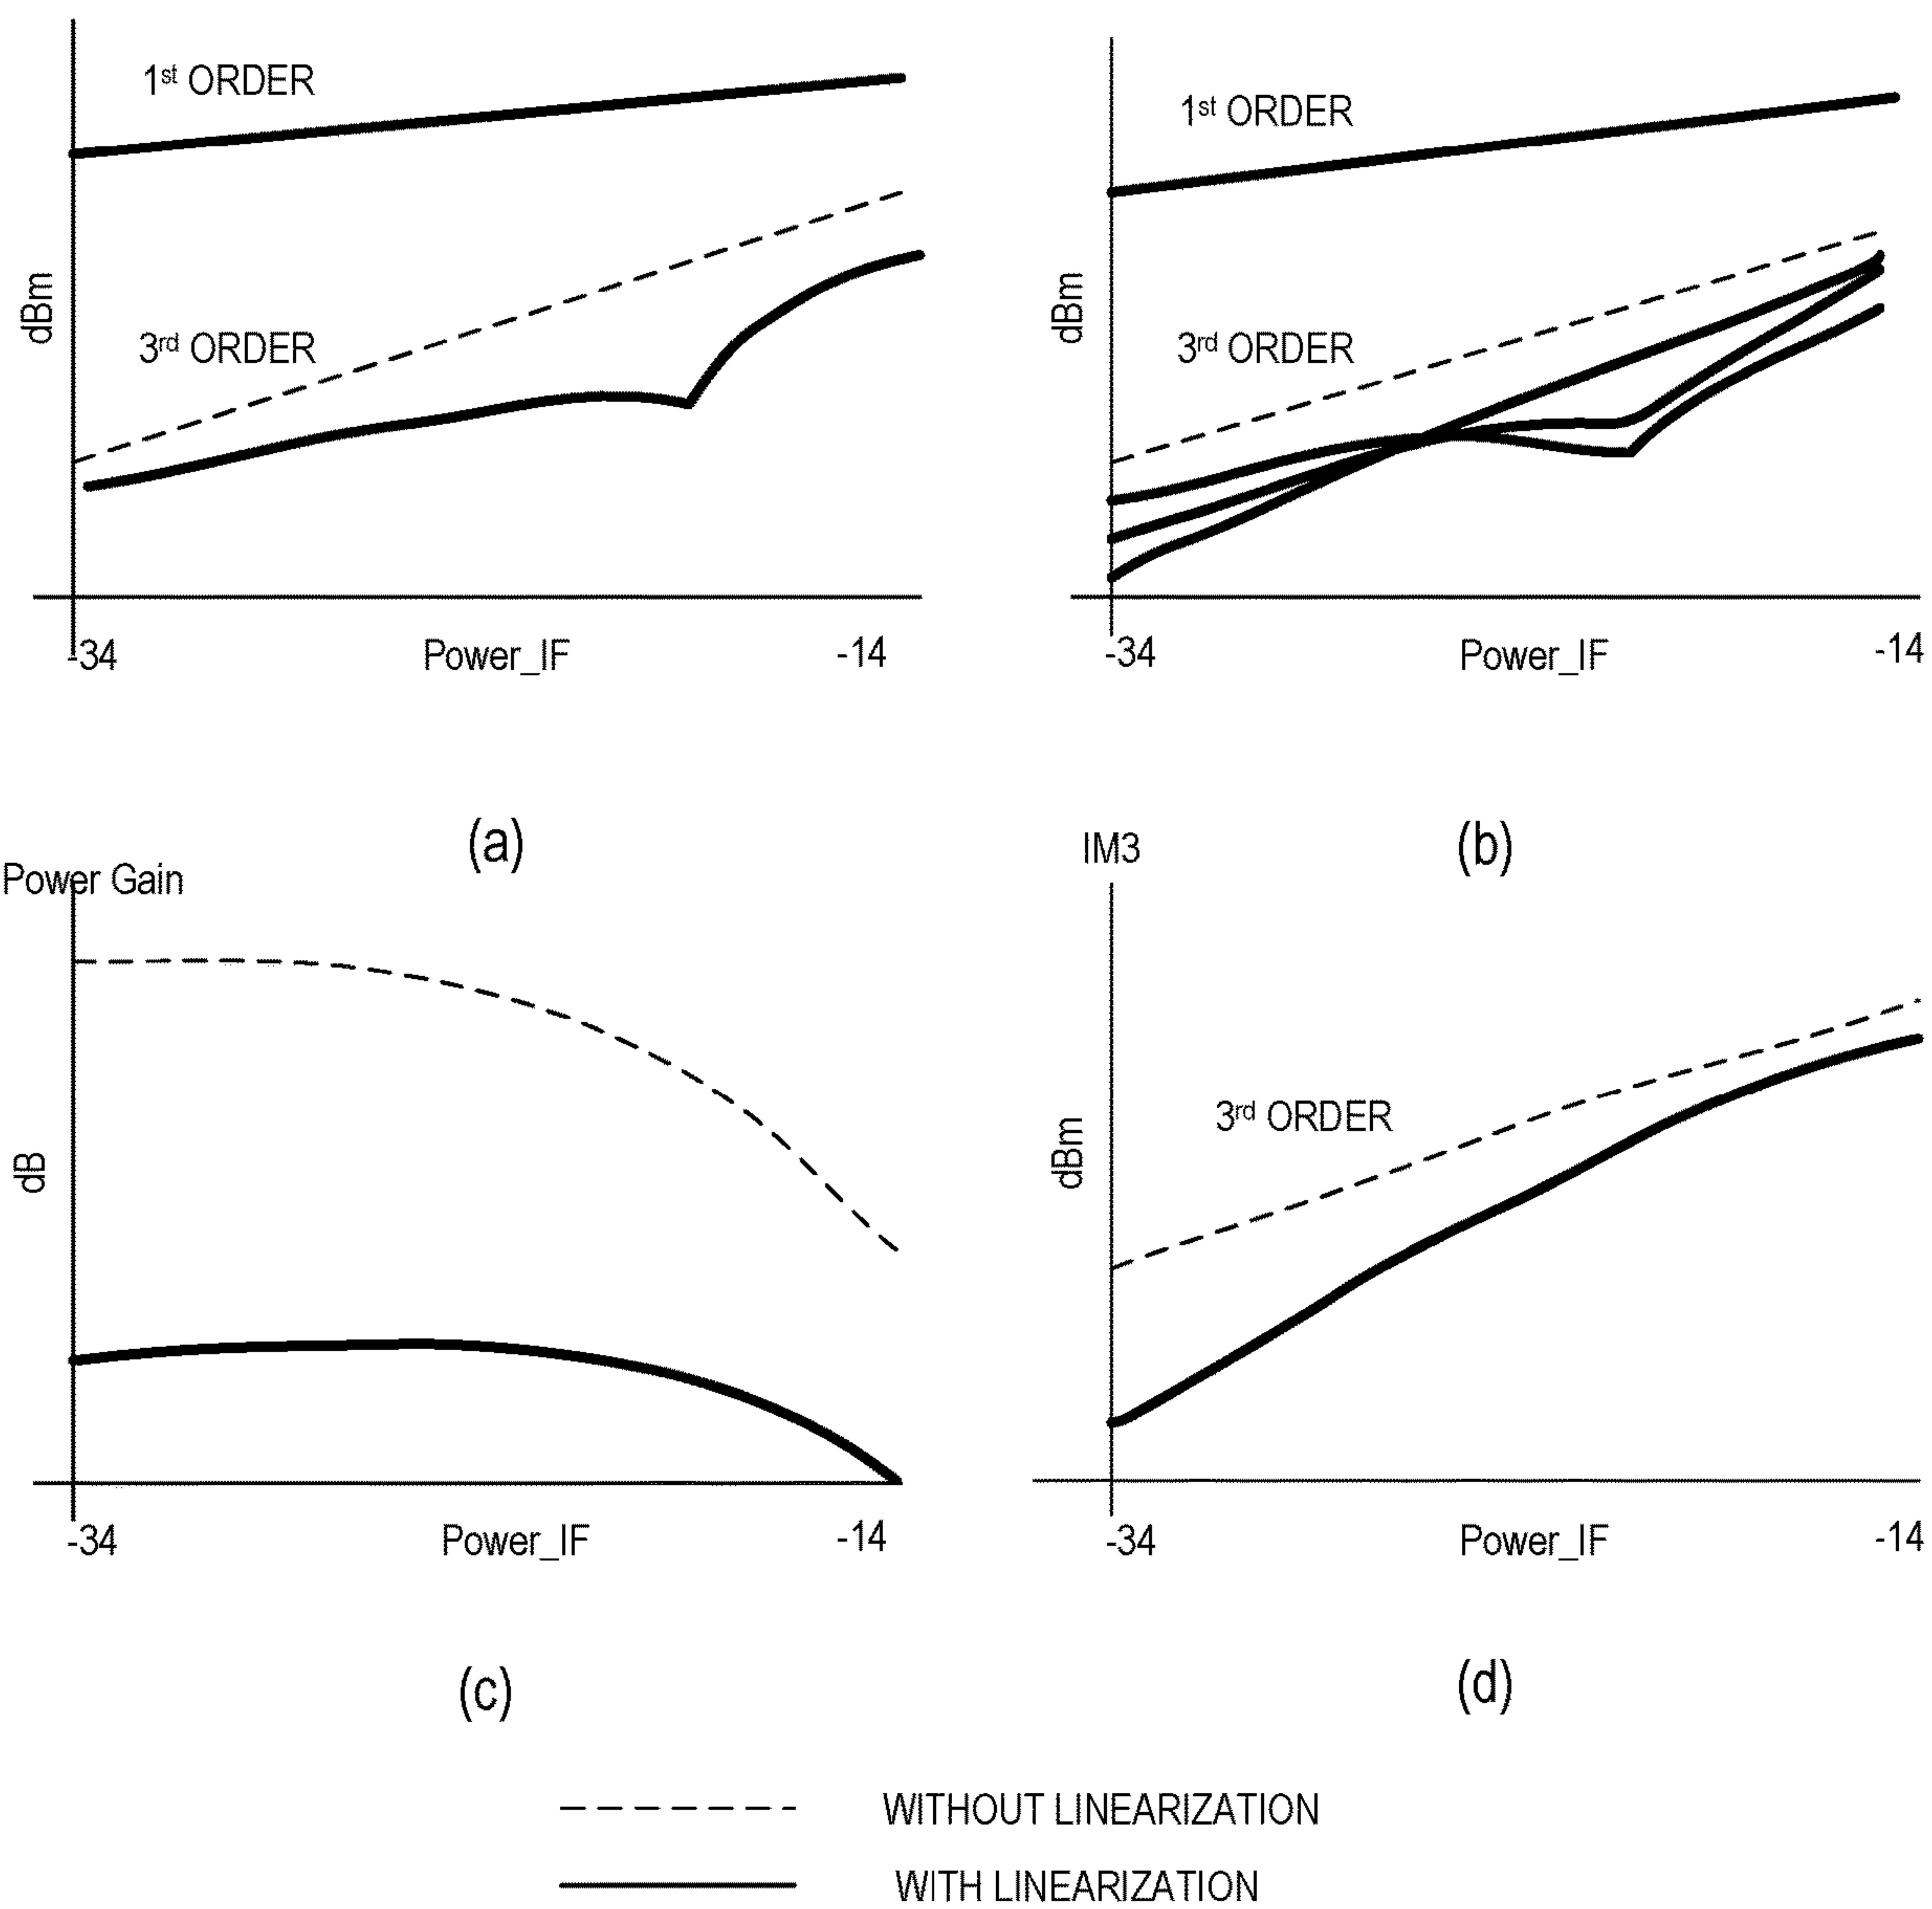 1st ORDER
3rd ORDER
dBm
-34 Power_IF -14
(a)
1st ORDER
3rd ORDER
dBm
-34 Power_IF -14
(b)
Power Gain
dB
-34 Power_IF -14
(c)
IM3
3rd ORDER
dBm
-34 Power_IF -14
(d)
WITHOUT LINEARIZATION
WITH LINEARIZATION